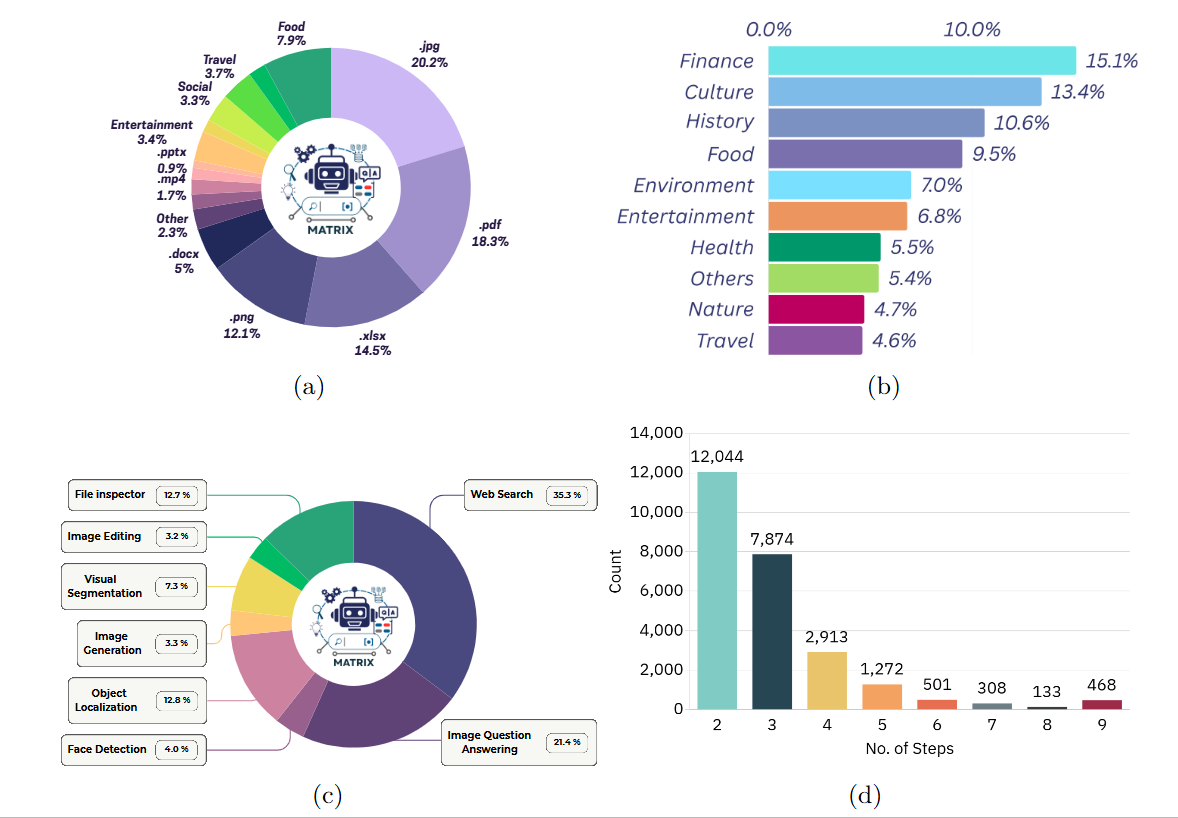 Food
7.9%
.jpg
20.2%
Travel
3.7%
Social
3.3%
Entertainment
3.4%
.pptx
0.9%
.mp4
1.7%
Other
2.3%
.docx
5%
.png
12.1%
.xlsx
14.5%
.pdf
18.3%
Q A
MATRIX
(a)
0.0% 10.0%
Finance 15.1%
Culture 13.4%
History 10.6%
Food 9.5%
Environment 7.0%
Entertainment 6.8%
Health 5.5%
Others 5.4%
Nature 4.7%
Travel 4.6%
(b)
File inspector 12.7 %
Image Editing 3.2 %
Visual
Segmentation 7.3 %
Image
Generation 3.3 %
Object
Localization 12.8 %
Face Detection 4.0 %
Web Search 35.3 %
Image Question
Answering 21.4 %
Q A
MATRIX
(c)
14,000
12,000
10,000
8,000
6,000
4,000
2,000
0
Count
12,044
7,874
2,913
1,272
501
308
133
468
2 3 4 5 6 7 8 9
No. of Steps
(d)